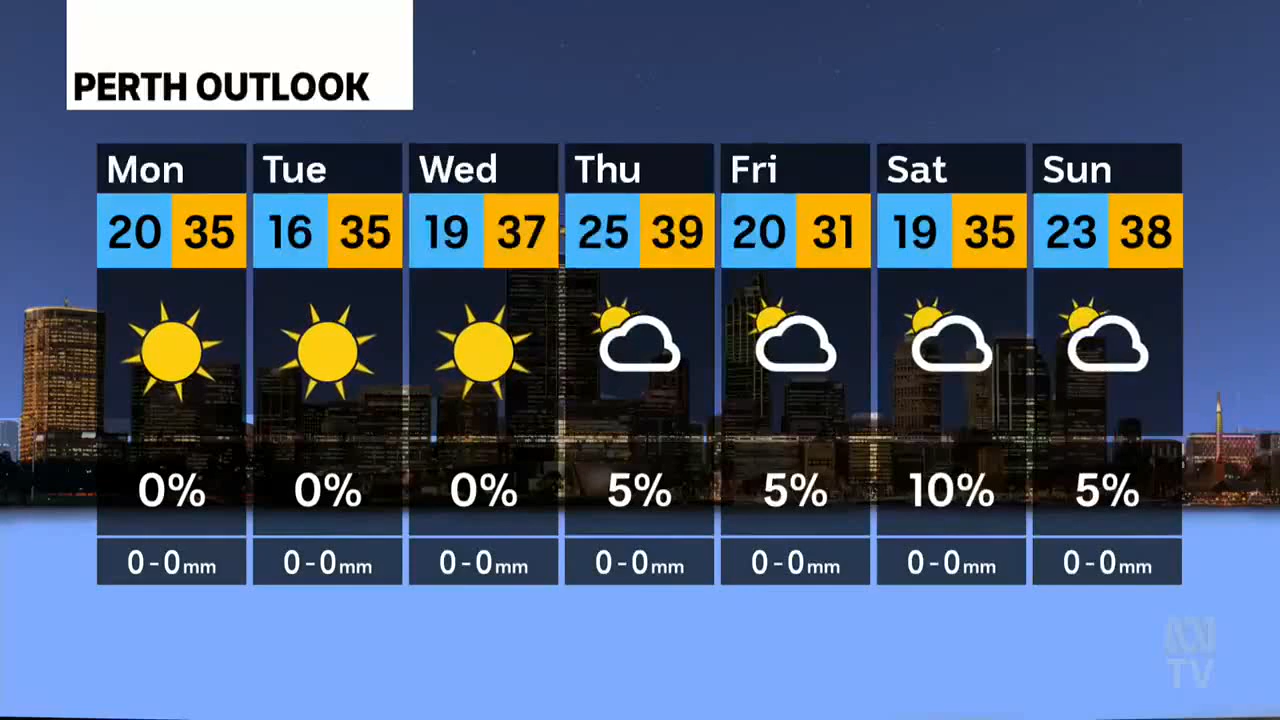 PERTH OUTLOOK
Mon Tue Wed Thu Fri Sat Sun
20 35 16 35 19 37 25 39 20 31 19 35 23 38
0% 0% 0% 5% 5% 10% 5%
0-0mm 0-0mm 0-0mm 0-0mm 0-0mm 0-0mm 0-0mm
TV